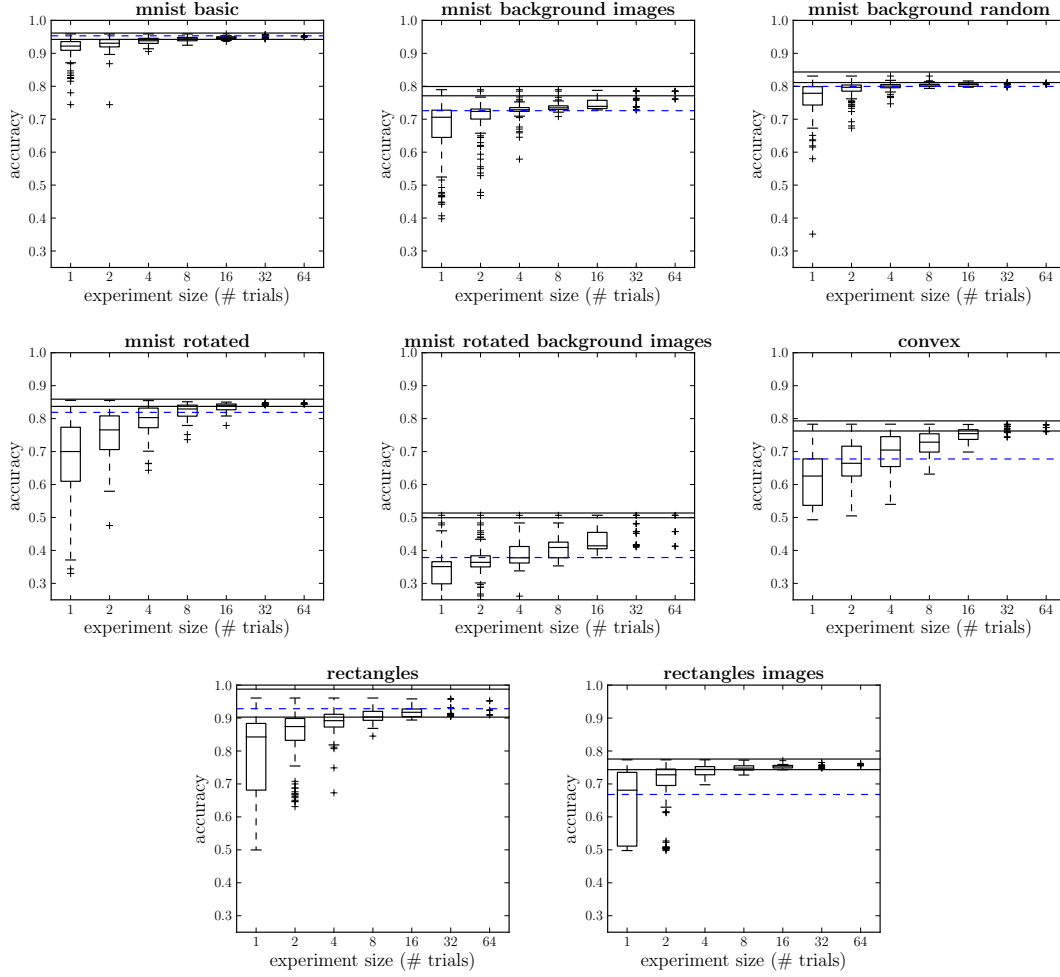 mnist basic
1.0
0.9
0.8
0.7
0.6
0.5
0.4
0.3
accuracy
1 2 4 8 16 32 64
experiment size (# trials)
mnist background images
1.0
0.9
0.8
0.7
0.6
0.5
0.4
0.3
accuracy
1 2 4 8 16 32 64
experiment size (# trials)
mnist background random
1.0
0.9
0.8
0.7
0.6
0.5
0.4
0.3
accuracy
1 2 4 8 16 32 64
experiment size (# trials)
mnist rotated
1.0
0.9
0.8
0.7
0.6
0.5
0.4
0.3
accuracy
1 2 4 8 16 32 64
experiment size (# trials)
mnist rotated background images
1.0
0.9
0.8
0.7
0.6
0.5
0.4
0.3
accuracy
1 2 4 8 16 32 64
experiment size (# trials)
convex
1.0
0.9
0.8
0.7
0.6
0.5
0.4
0.3
accuracy
1 2 4 8 16 32 64
experiment size (# trials)
rectangles
1.0
0.9
0.8
0.7
0.6
0.5
0.4
0.3
accuracy
1 2 4 8 16 32 64
experiment size (# trials)
rectangles images
1.0
0.9
0.8
0.7
0.6
0.5
0.4
0.3
accuracy
1 2 4 8 16 32 64
experiment size (# trials)